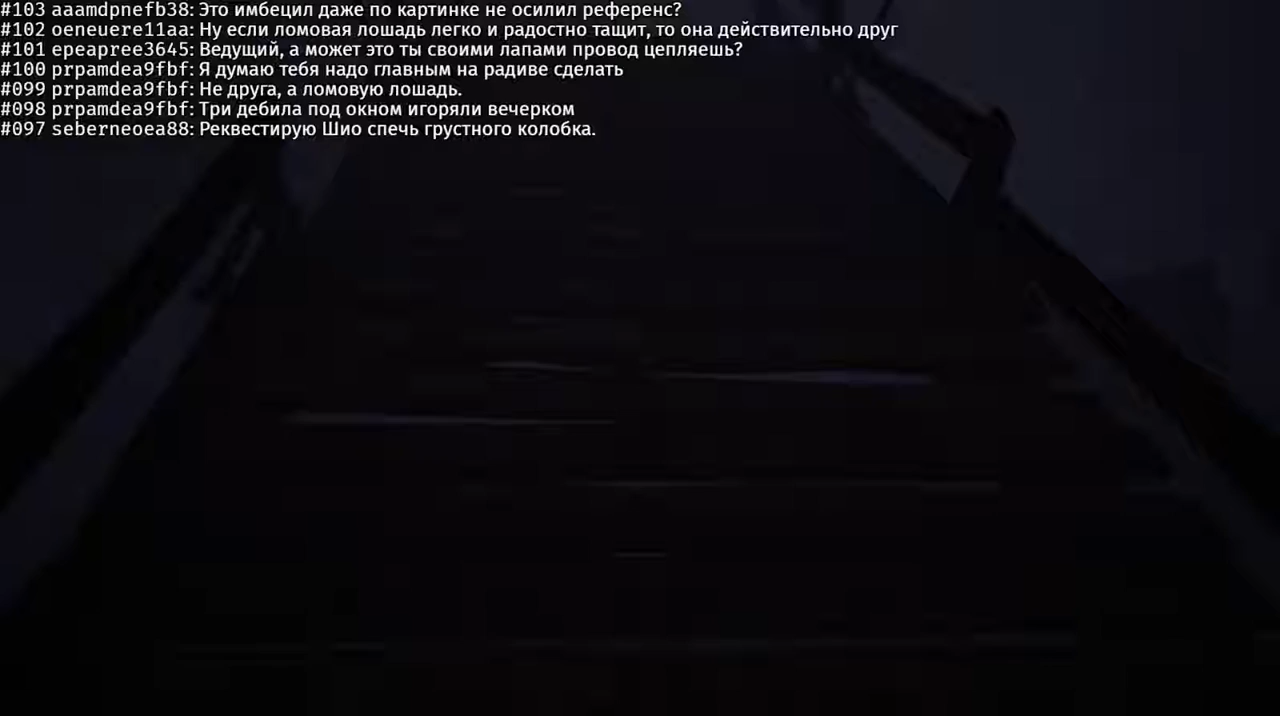 #103 aaamdpnefb38: Это имбецил даже по картинке не осилил референс?
#102 oeneuere11aa: Ну если ломовая лошадь легко и радостно тащит, то она действительно друг
#101 epeapree3645: Ведущий, а может это ты своими лапами провод цепляешь?
#100 prpamdea9fbf: Я думаю тебя надо главным на радиве сделать
#099 prpamdea9fbf: Не друга, а ломовую лошадь.
#098 prpamdea9fbf: Три дебила под окном игоряли вечерком
#097 seberneoea88: Реквестирую Шио спечь грустного колобка.